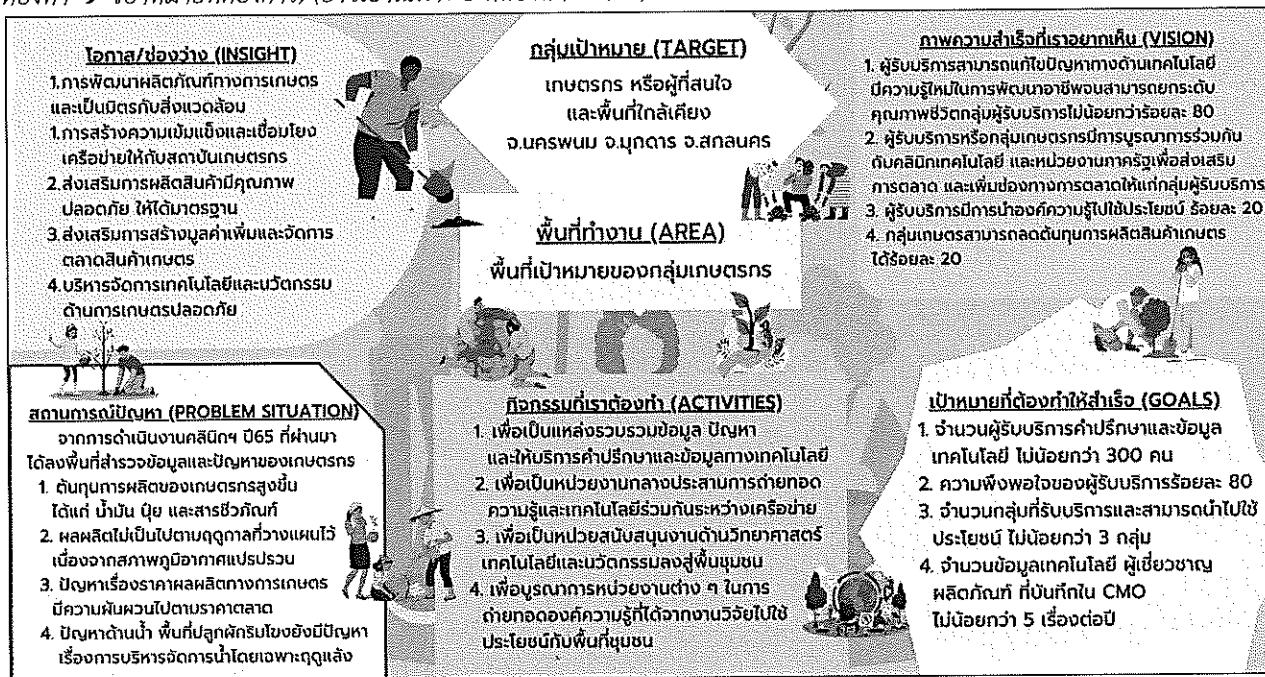 โอกาส/ช่องว่าง (INSIGHT)
1.การพัฒนาผลิตภัณฑ์ทางการเกษตร
และเป็นมิตรกับสิ่งแวดล้อม
1.การสร้างความเข้มแข็งและเชื่อมโยง
เครือข่ายให้กับสถาบันเกษตรกร
2.ส่งเสริมการผลิตสินค้ามีคุณภาพ
ปลอดภัย ให้ได้มาตรฐาน
3.ส่งเสริมการสร้างมูลค่าเพิ่มและจัดการ
ตลาดสินค้าเกษตร
4.บริหารจัดการเทคโนโลยีและนวัตกรรม
ด้านการเกษตรปลอดภัย
กลุ่มเป้าหมาย (TARGET)
เกษตรกร หรือผู้ที่สนใจ
และพื้นที่ใกล้เคียง
จ.นครพนม จ.มุกดาร จ.สกลนคร
พื้นที่ทำงาน (AREA)
พื้นที่เป้าหมายของกลุ่มเกษตรกร
ภาพความสำเร็จที่เราอยากเห็น (VISION)
1. ผู้รับบริการสามารถแก้ไขปัญหาทางด้านเทคโนโลยี
มีความรู้ใหม่ในการพัฒนาอาชีพจนสามารถยกระดับ
คุณภาพชีวิตกลุ่มผู้รับบริการไม่น้อยกว่าร้อยละ 80
2. ผู้รับบริการหรือกลุ่มเกษตรกรมีการบูรณาการร่วมกัน
กับคลินิกเทคโนโลยี และหน่วยงานภาครัฐเพื่อส่งเสริม
การตลาด และเพิ่มช่องทางการตลาดให้แก่กลุ่มผู้รับบริการ
3. ผู้รับบริการมีการนำองค์ความรู้ไปใช้ประโยชน์ ร้อยละ 20
4. กลุ่มเกษตรสามารถลดต้นทุนการผลิตสินค้าเกษตร
ได้ร้อยละ 20
สถานการณ์ปัญหา (PROBLEM SITUATION)
จากการดำเนินงานคลินิกฯ ปี65 ที่ผ่านมา
ได้ลงพื้นที่สำรวจข้อมูลและปัญหาของเกษตรกร
1. ต้นทุนการผลิตของเกษตรกรสูงขึ้น
ได้แก่ น้ำมัน ปุ๋ย และสารชีวภัณฑ์
2. ผลผลิตไม่เป็นไปตามฤดูกาลที่วางแผนไว้
เนื่องจากสภาพภูมิอากาศแปรปรวน
3. ปัญหาเรื่องราคาผลผลิตทางการเกษตร
มีความผันผวนไปตามราคาตลาด
4. ปัญหาด้านน้ำ พื้นที่ปลูกผักริมโขงยังมีปัญหา
เรื่องการบริหารจัดการน้ำโดยเฉพาะฤดูแล้ง
กิจกรรมที่เราต้องทำ (ACTIVITIES)
1. เพื่อเป็นแหล่งรวบรวมข้อมูล ปัญหา
และให้บริการคำปรึกษาและข้อมูลทางเทคโนโลยี
2. เพื่อเป็นหน่วยงานกลางประสานการถ่ายทอด
ความรู้และเทคโนโลยีร่วมกันระหว่างเครือข่าย
3. เพื่อเป็นหน่วยสนับสนุนงานด้านวิทยาศาสตร์
เทคโนโลยีและนวัตกรรมลงสู่พื้นชุมชน
4. เพื่อบูรณาการหน่วยงานต่าง ๆ ในการ
ถ่ายทอดองค์ความรู้ที่ได้จากงานวิจัยไปใช้
ประโยชน์กับพื้นที่ชุมชน
เป้าหมายที่ต้องทำให้สำเร็จ (GOALS)
1. จำนวนผู้รับบริการคำปรึกษาและข้อมูล
เทคโนโลยี ไม่น้อยกว่า 300 คน
2. ความพึงพอใจของผู้รับบริการร้อยละ 80
3. จำนวนกลุ่มที่รับบริการและสามารถนำไปใช้
ประโยชน์ ไม่น้อยกว่า 3 กลุ่ม
4. จำนวนข้อมูลเทคโนโลยี ผู้เชี่ยวชาญ
ผลิตภัณฑ์ ที่บันทึกใน CMO
ไม่น้อยกว่า 5 เรื่องต่อปี